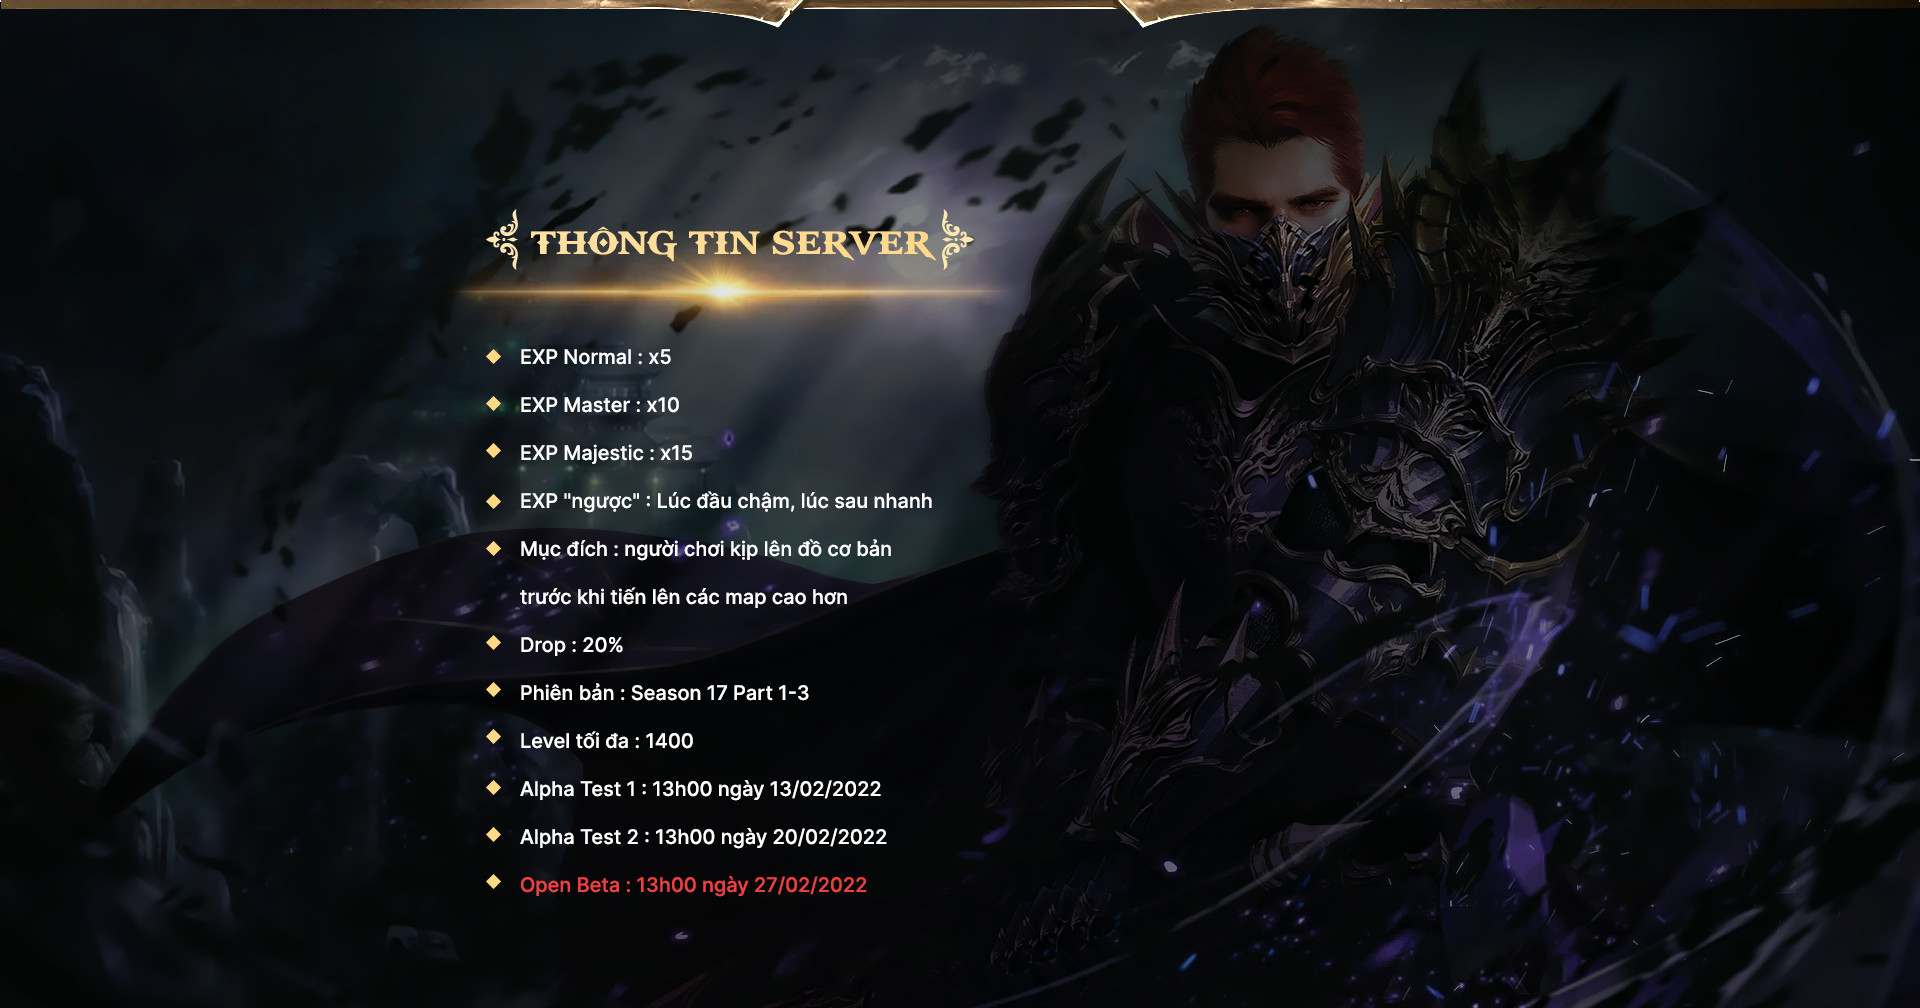 THÔNG TIN SERVER
EXP Normal : x5
EXP Master : x10
EXP Majestic : x15
EXP "ngược" : Lúc đầu chậm, lúc sau nhanh
Mục đích : người chơi kịp lên đồ cơ bản
trước khi tiến lên các map cao hơn
Drop : 20%
Phiên bản : Season 17 Part 1-3
Level tối đa : 1400
Alpha Test 1 : 13h00 ngày 13/02/2022
Alpha Test 2 : 13h00 ngày 20/02/2022
Open Beta : 13h00 ngày 27/02/2022